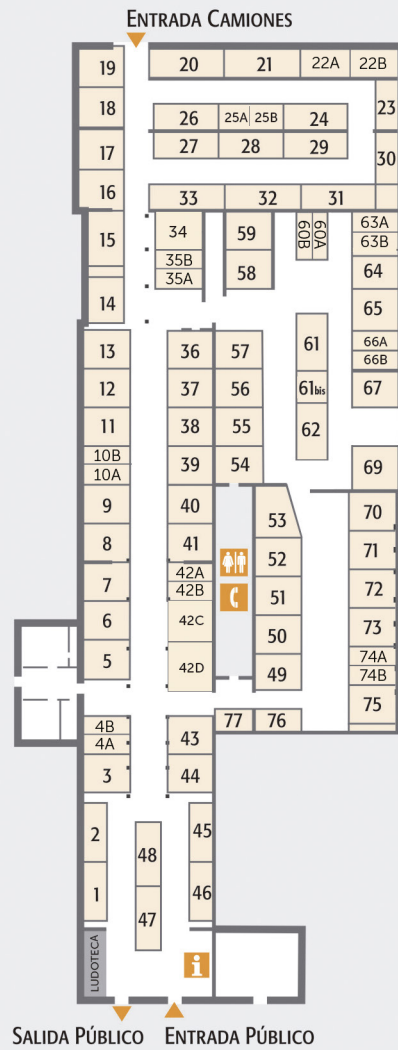 ENTRADA CAMIONES
19 20 21 22A 22B
18 26 25A 25B 24 23
17 27 28 29 30
16 33 32 31
15 34 59 60B 60A 63A
35B 63B
35A 58 64
14 65
13 36 57 61 66A
66B
12 37 56 61bis 67
11 38 55 62
10B
10A 39 54 69
9 40 53 70
8 41 52 71
7 42A
42B 51 72
6 42C 50 73
5 42D 49 74A
74B
4B 43 77 76 75
4A
3 44
2 48 45
1 47 46
LUDOTECA i
SALIDA PÚBLICO ENTRADA PÚBLICO